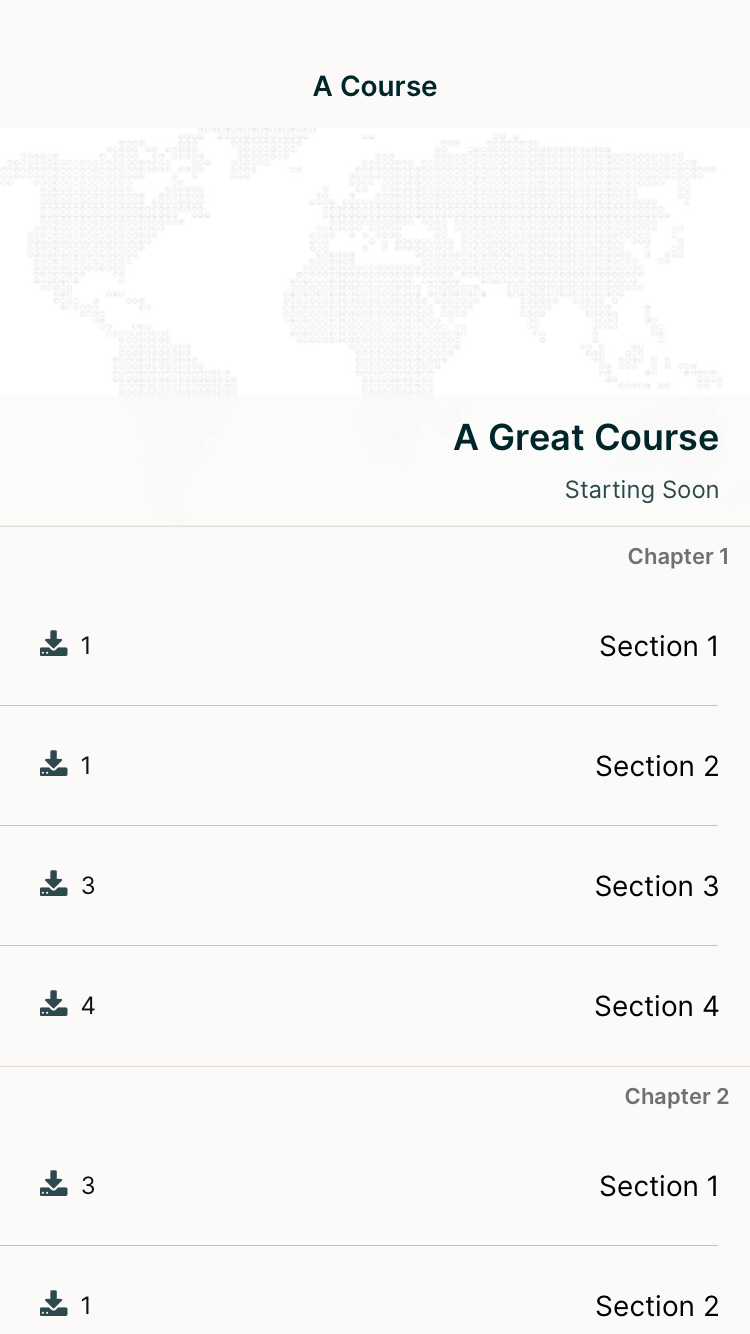 A Course
A Great Course
Starting Soon
Chapter 1
Section 1
1
Section 2
1
Section 3
3
Section 4
4
Chapter 2
Section 1
3
Section 2
1